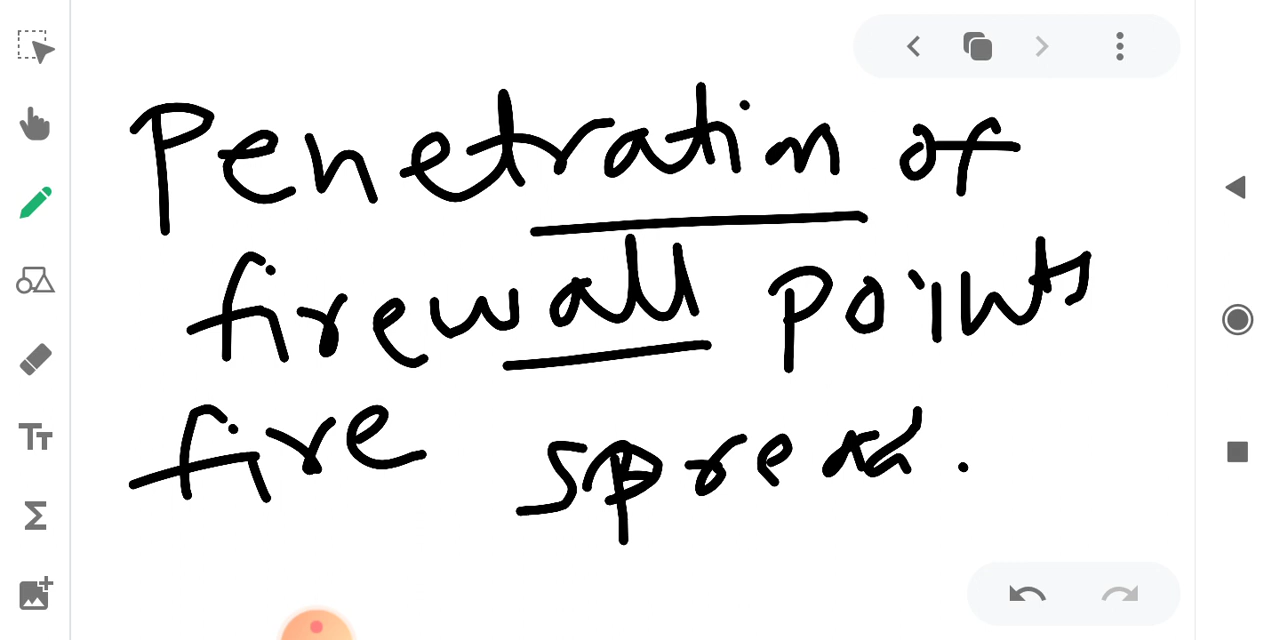 Penetration of
firewall points
fire spread.